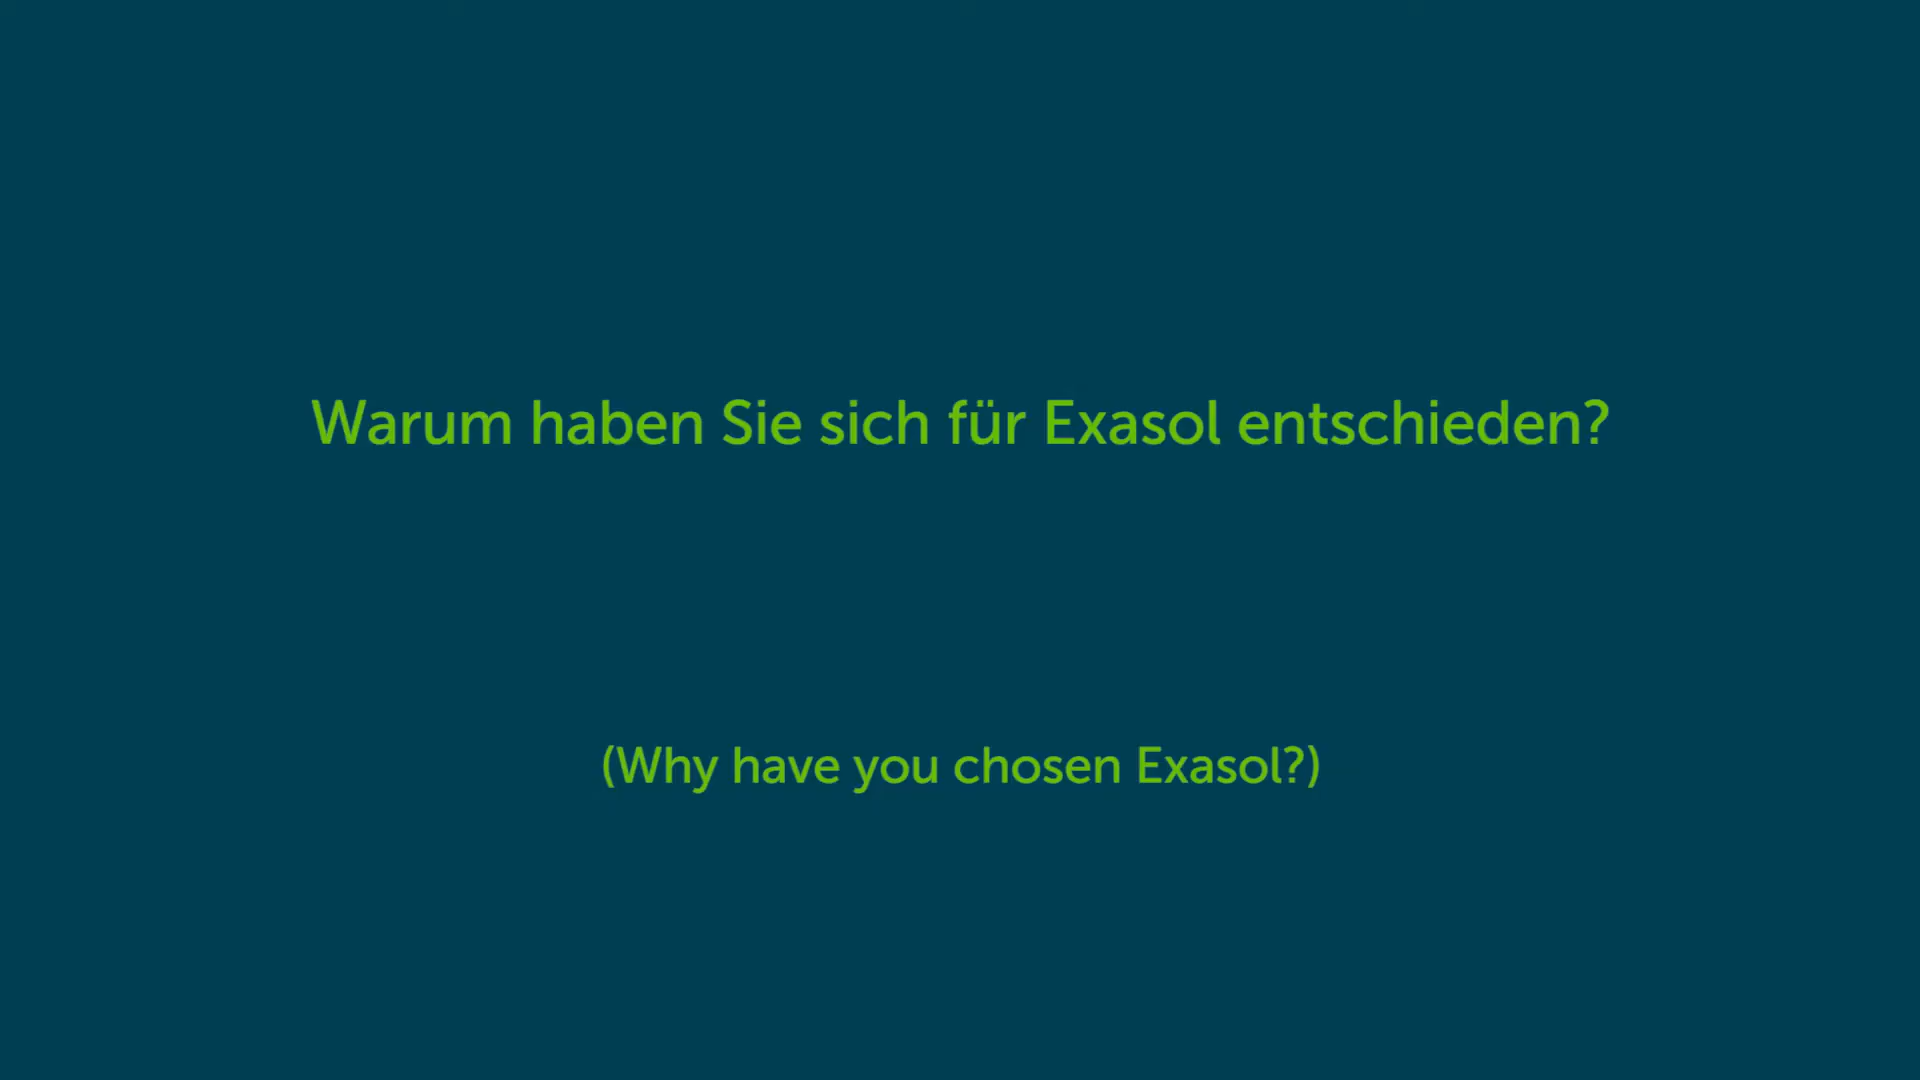 Warum haben Sie sich für Exasol entschieden?
(Why have you chosen Exasol?)